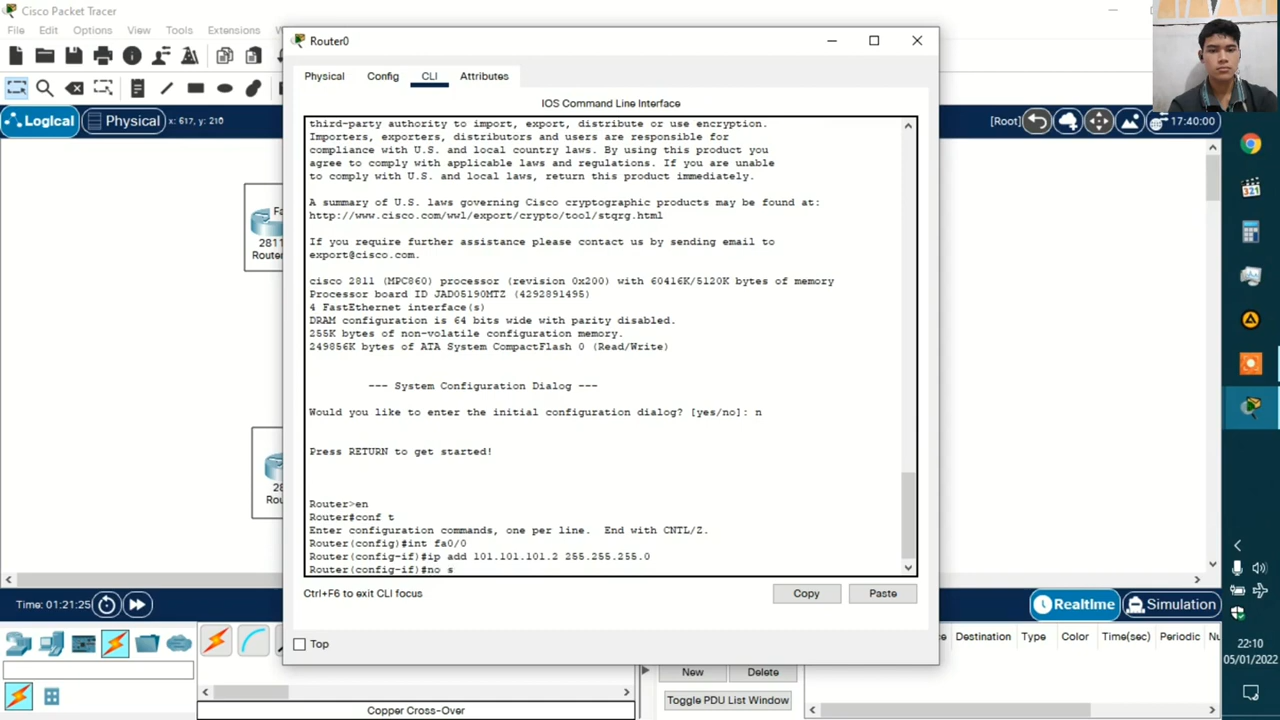 Cisco Packet Tracer
File Edit Options View Tools Extensions
Router0
Physical Config CLI Attributes
IOS Command Line Interface
Logical Physical x: 617, y: 210
[Root] 17:40:00
third-party authority to import, export, distribute or use encryption.
Importers, exporters, distributors and users are responsible for
compliance with U.S. and local country laws. By using this product you
agree to comply with applicable laws and regulations. If you are unable
to comply with U.S. and local laws, return this product immediately.
A summary of U.S. laws governing Cisco cryptographic products may be found at:
http://www.cisco.com/wwl/export/crypto/tool/stqrg.html
If you require further assistance please contact us by sending email to
export@cisco.com.
cisco 2811 (MPC860) processor (revision 0x200) with 60416K/5120K bytes of memory
Processor board ID JAD05190MTZ (4292891495)
4 FastEthernet interface(s)
DRAM configuration is 64 bits wide with parity disabled.
255K bytes of non-volatile configuration memory.
249856K bytes of ATA System CompactFlash 0 (Read/Write)
--- System Configuration Dialog ---
Would you like to enter the initial configuration dialog? [yes/no]: n
Press RETURN to get started!
Router>en
Router#conf t
Enter configuration commands, one per line. End with CNTL/Z.
Router(config)#int fa0/0
Router(config-if)#ip add 101.101.101.2 255.255.255.0
Router(config-if)#no s
Ctrl+F6 to exit CLI focus
Copy Paste
Top
Fa
2811
Router
28
Rou
Time: 01:21:25
Realtime Simulation
Destination Type Color Time(sec) Periodic Nu
New Delete
Toggle PDU List Window
Copper Cross-Over
321
22:10
05/01/2022